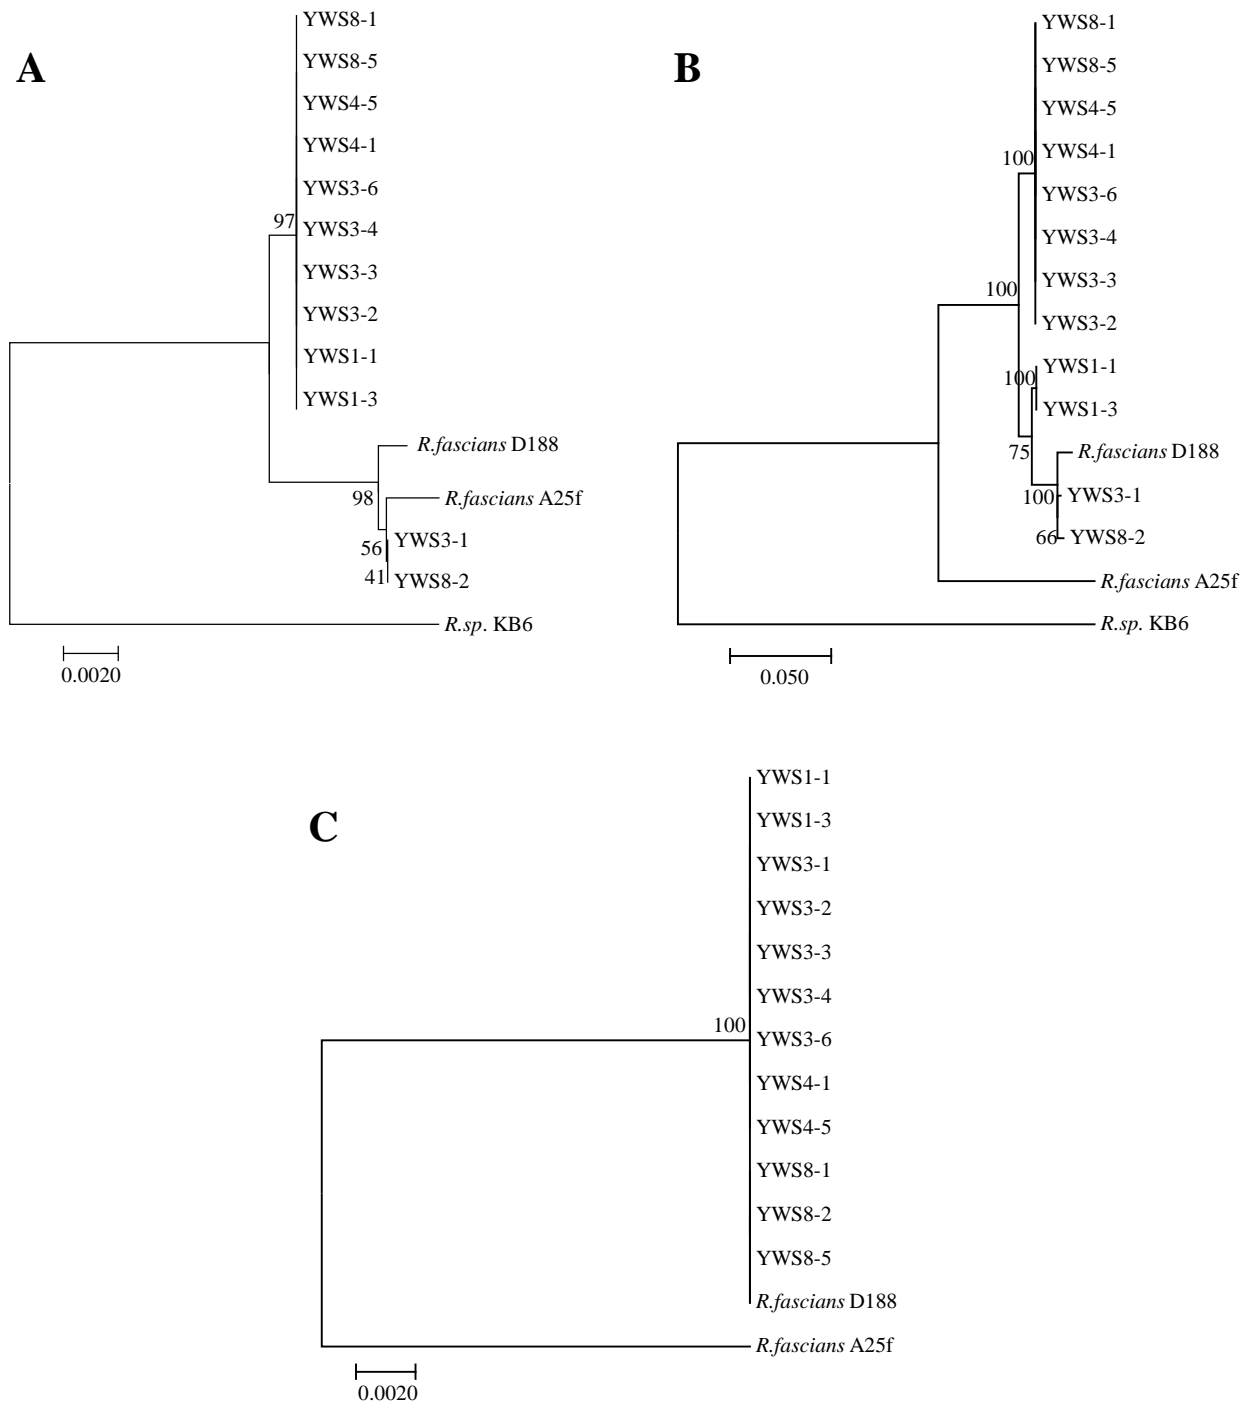 A
YWS8-1
YWS8-5
YWS4-5
YWS4-1
YWS3-6
97
YWS3-4
YWS3-3
YWS3-2
YWS1-1
YWS1-3
R.fascians D188
98
R.fascians A25f
56
YWS3-1
41
YWS8-2
R.sp. KB6
0.0020
B
YWS8-1
YWS8-5
YWS4-5
100
YWS4-1
YWS3-6
YWS3-4
100
YWS3-3
YWS3-2
YWS1-1
100
YWS1-3
75
R.fascians D188
100
YWS3-1
66
YWS8-2
R.fascians A25f
R.sp. KB6
0.050
C
YWS1-1
YWS1-3
YWS3-1
YWS3-2
YWS3-3
YWS3-4
100
YWS3-6
YWS4-1
YWS4-5
YWS8-1
YWS8-2
YWS8-5
R.fascians D188
R.fascians A25f
0.0020